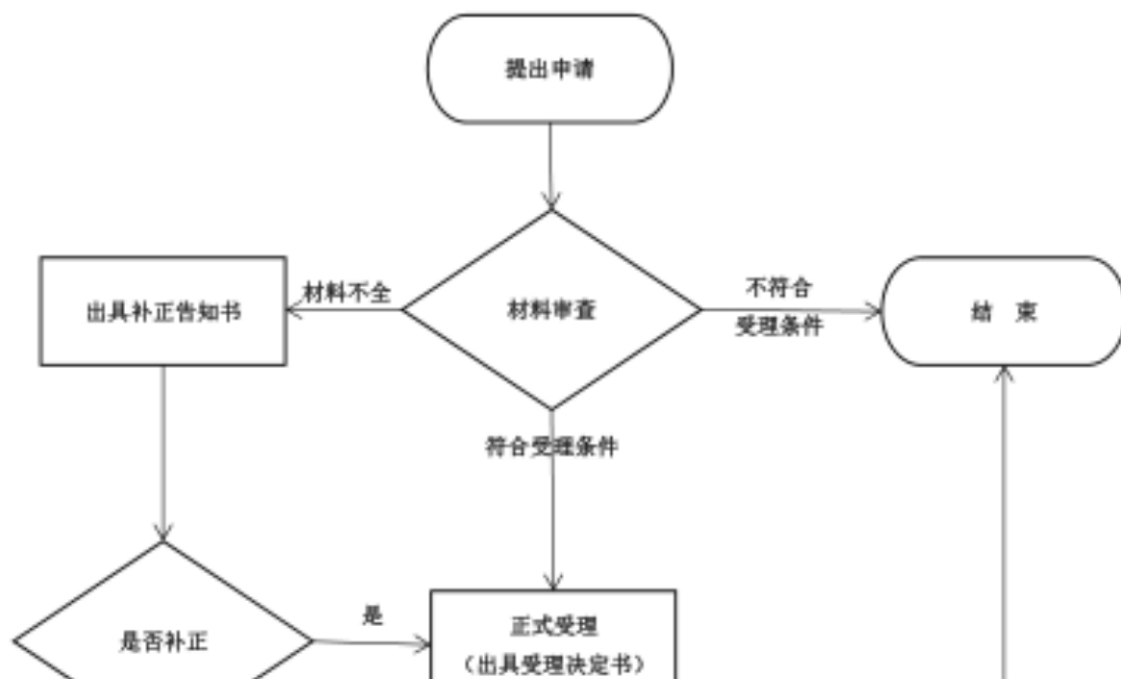 提出申请
材料不全
不符合
出具补正告知书
材料审查
受理条件
结 束
符合受理条件
是
正式受理
是否补正
（出具受理决定书）